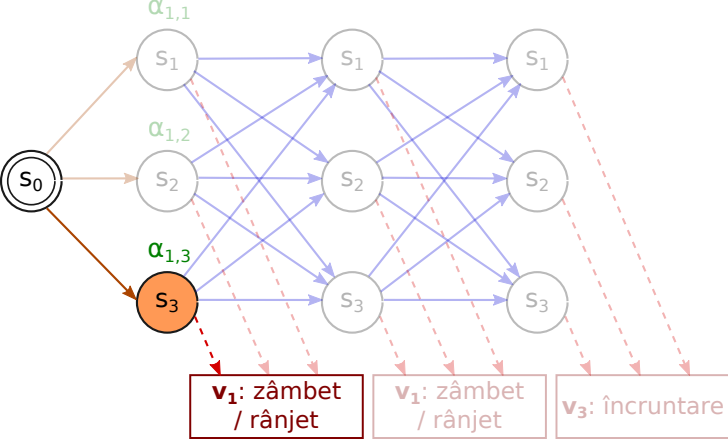 α1,1
s1 s1 s1
α1,2
s0 s2 s2 s2
α1,3
s3 s3 s3
v1: zâmbet
/ rânjet
v1: zâmbet
/ rânjet
v3: încruntare